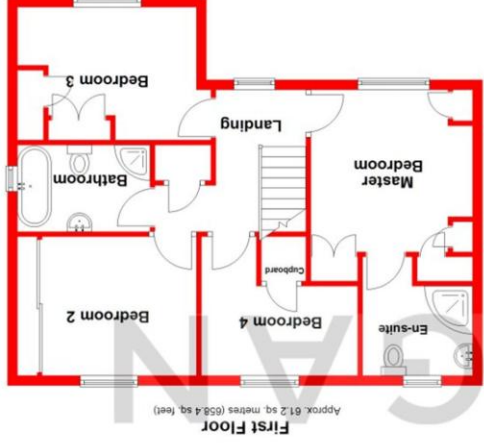 First Floor
Approx. 61.2 sq. metres (658.4 sq. feet)
En-suite
Bedroom 4
Bedroom 2
Cupboard
Master
Bedroom
Bathroom
Landing
Bedroom 3
GAN